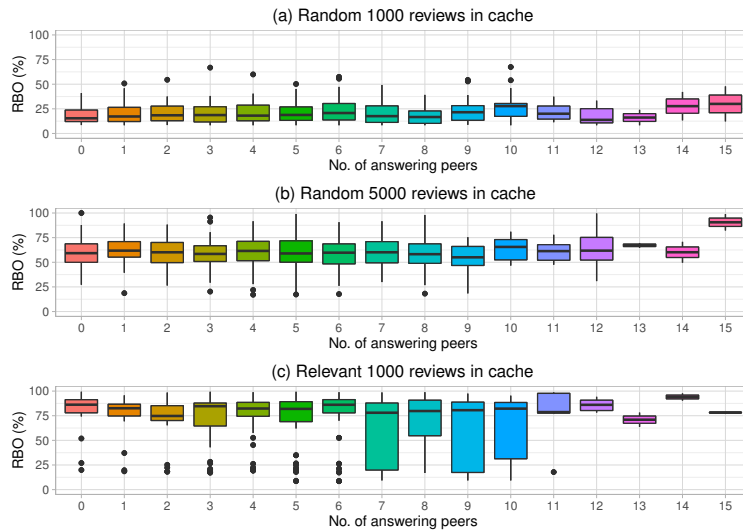 (a) Random 1000 reviews in cache
100
75
50
25
0
RBO (%)
0 1 2 3 4 5 6 7 8 9 10 11 12 13 14 15
No. of answering peers
(b) Random 5000 reviews in cache
100
75
50
25
0
RBO (%)
0 1 2 3 4 5 6 7 8 9 10 11 12 13 14 15
No. of answering peers
(c) Relevant 1000 reviews in cache
100
75
50
25
0
RBO (%)
0 1 2 3 4 5 6 7 8 9 10 11 12 13 14 15
No. of answering peers